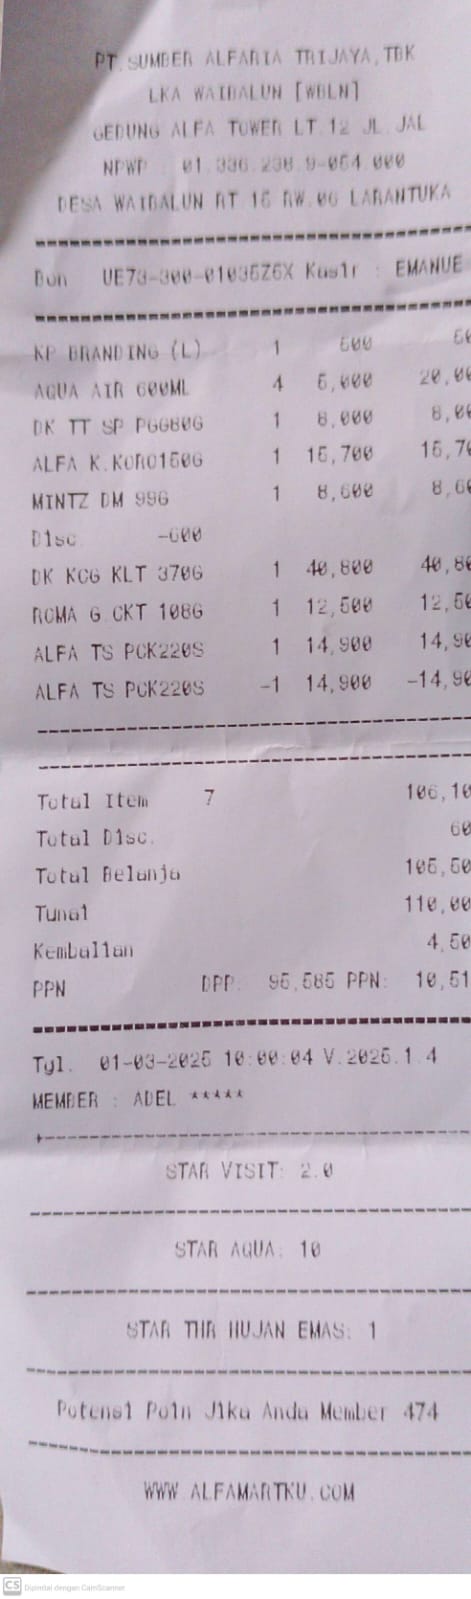 PT.SUMBER ALFARIA TRIJAYA,TBK
LKA WAIBALUN [WBLN]
GEDUNG ALFA TOWER LT.12 JL.JAL
NPWP : 01.336.238.9-054.000
DESA WAIBALUN RT 15 RW.06 LARANTUKA
Bon UE73-300-01035Z6X Kasir : EMANUE
KP BRANDING (L) 1 500 50
AQUA AIR 600ML 4 5,000 20,00
DK TT SP PGG80G 1 8,000 8,00
ALFA K.KORO150G 1 15,700 15,70
MINTZ DM 99G 1 8,600 8,60
Disc. -600
DK KCG KLT 370G 1 40,800 40,80
ROMA G.CKT 108G 1 12,500 12,50
ALFA TS PCK220S 1 14,900 14,90
ALFA TS PCK220S -1 14,900 -14,90
Total Item 7 106,10
Total Disc. 60
Total Belanja 105,50
Tunai 110,00
Kembalian 4,50
PPN DPP: 95,585 PPN: 10,51
Tgl. 01-03-2025 10:00:04 V.2025.1.4
MEMBER : ADEL *****
STAR VISIT: 2.0
STAR AQUA: 10
STAR THR HUJAN EMAS: 1
Potensi Poin Jika Anda Member 474
WWW.ALFAMARTKU.COM
CS Dipindai dengan CamScanner